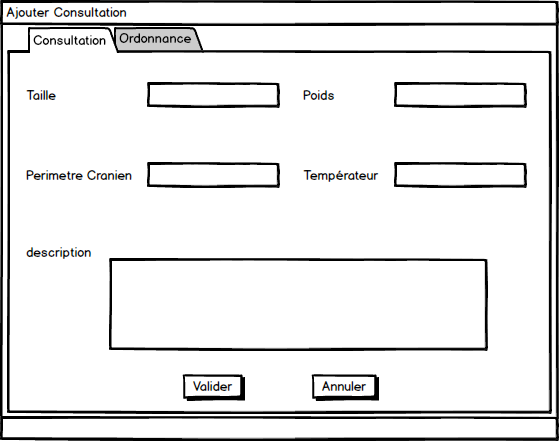 Ajouter Consultation
Consultation Ordonnance
Taille Poids
Perimetre Cranien Températeur
description
Valider Annuler